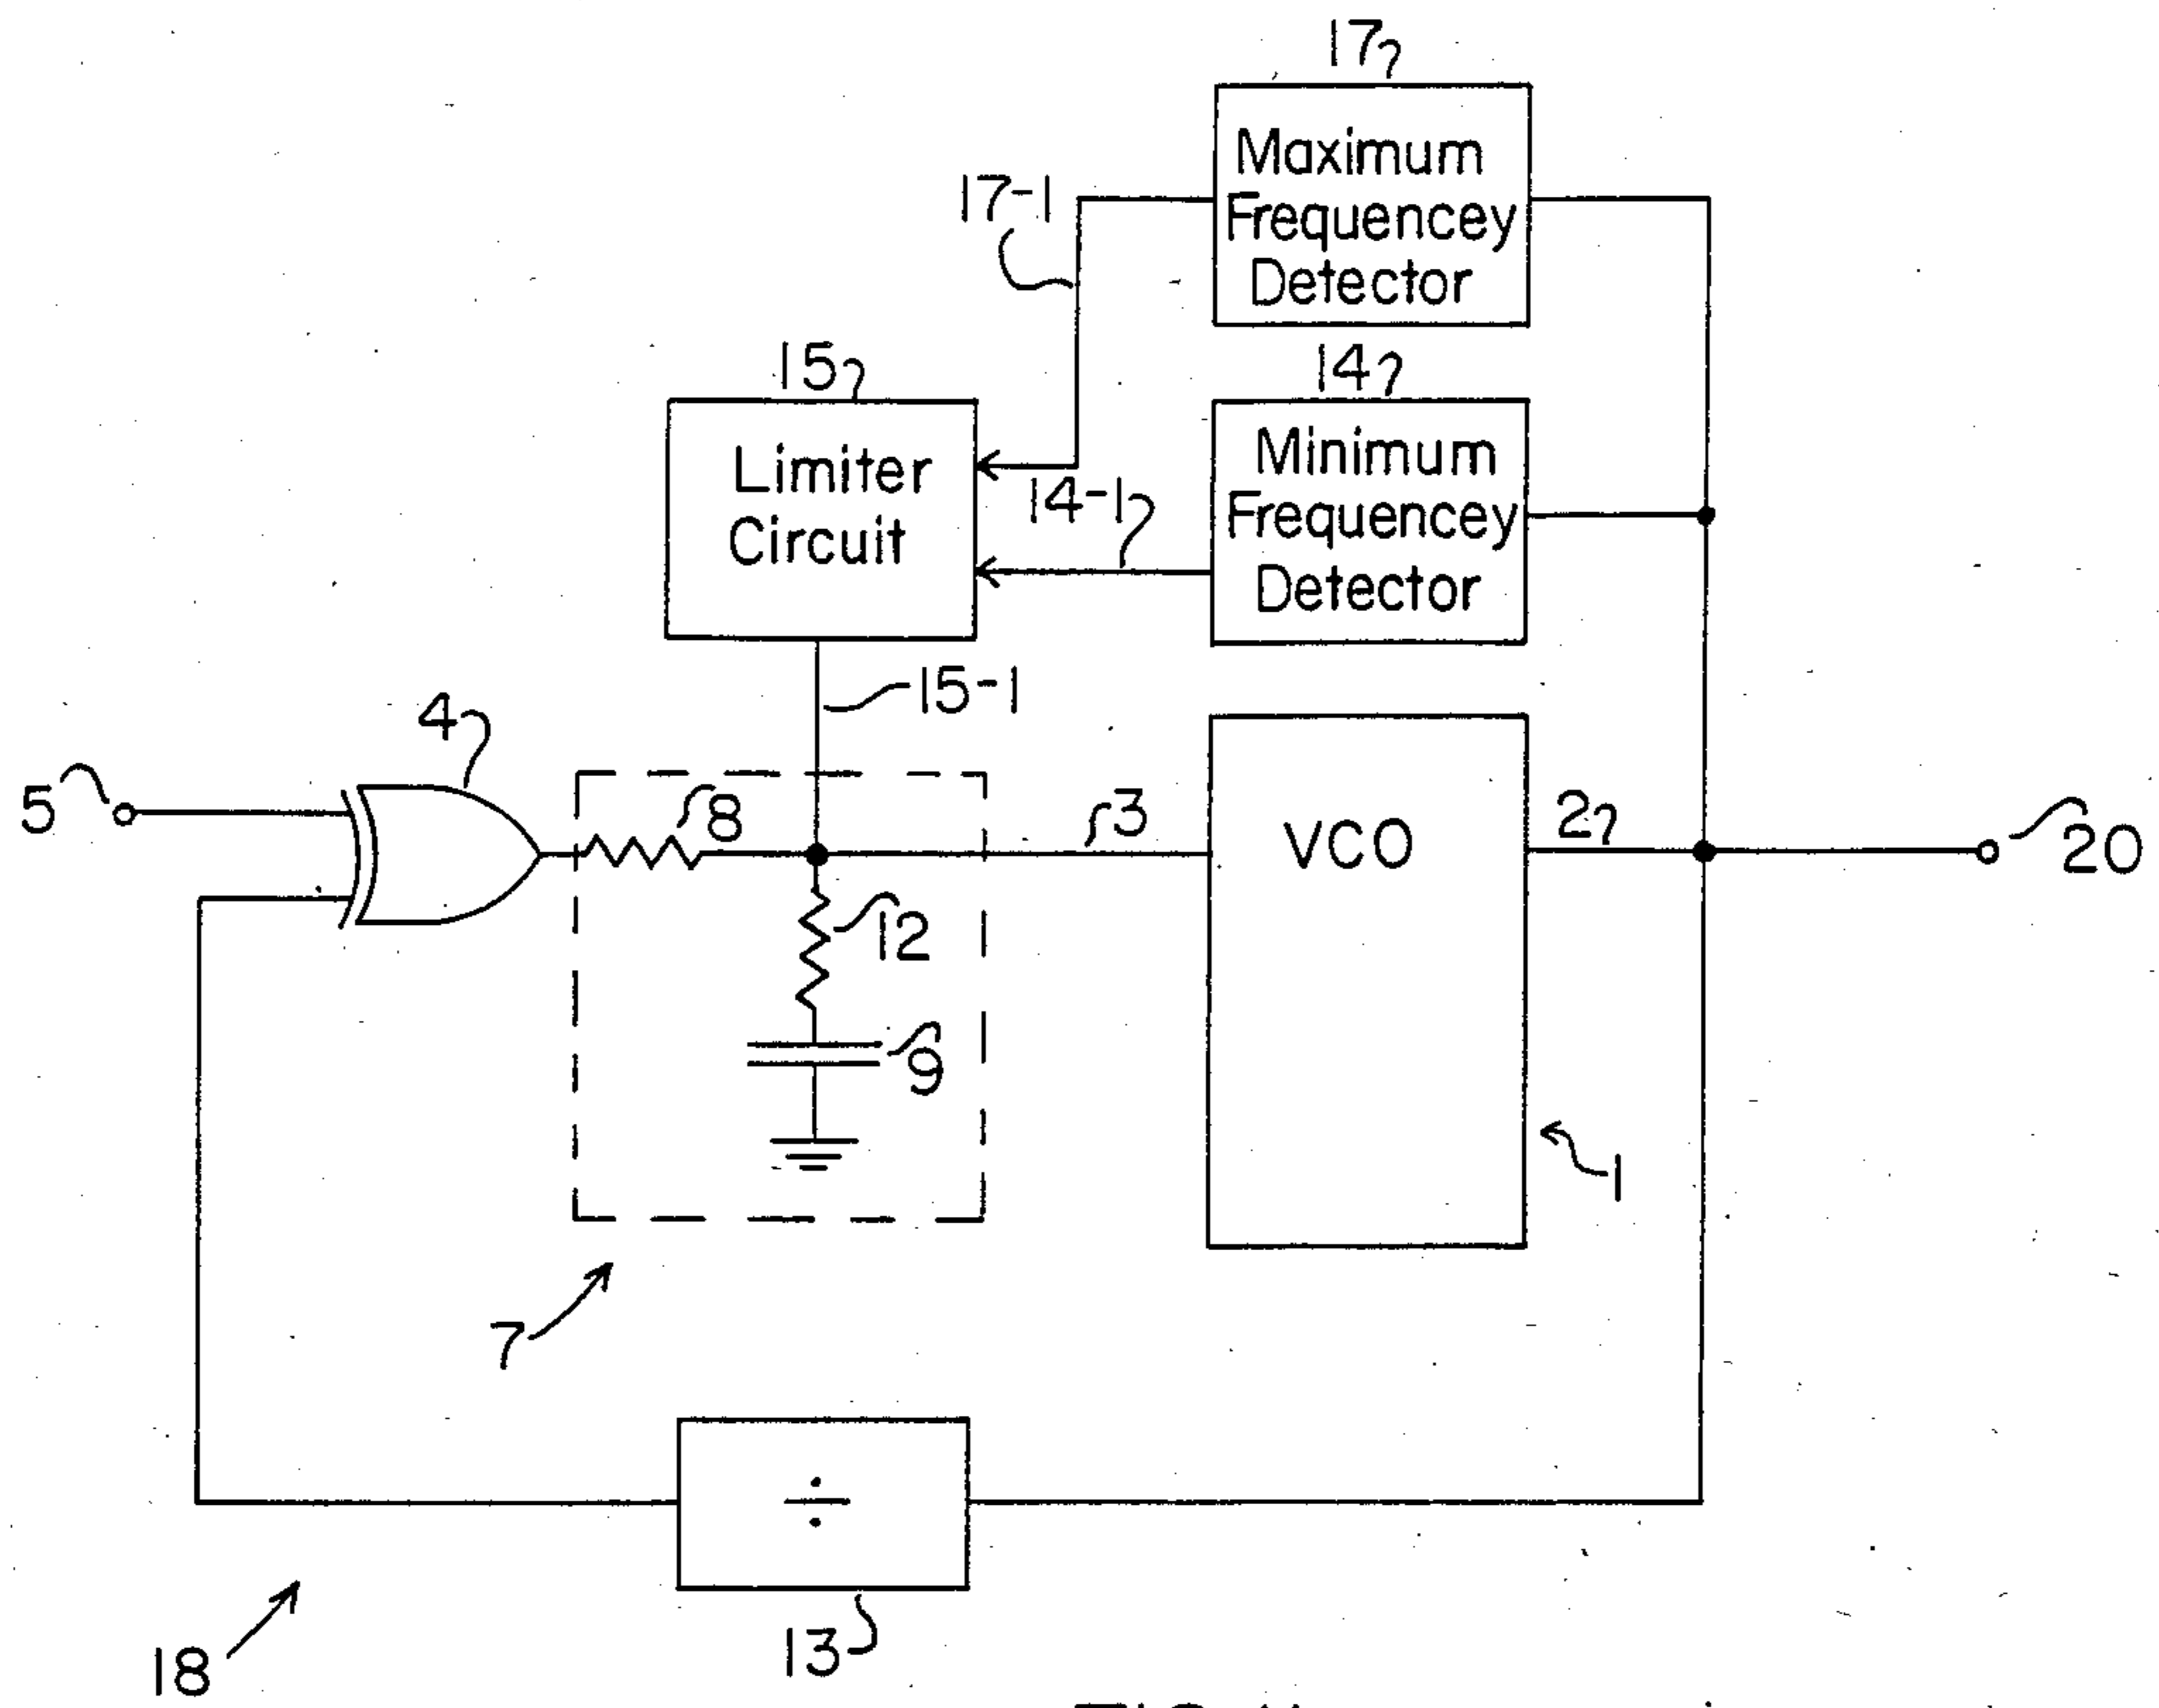 17
Maximum
Frequencey
Detector
17-1
15
Limiter
Circuit
14
Minimum
Frequencey
Detector
14-1
15-1
4
5
8
3
VCO
2
20
12
9
1
7
÷
13
18